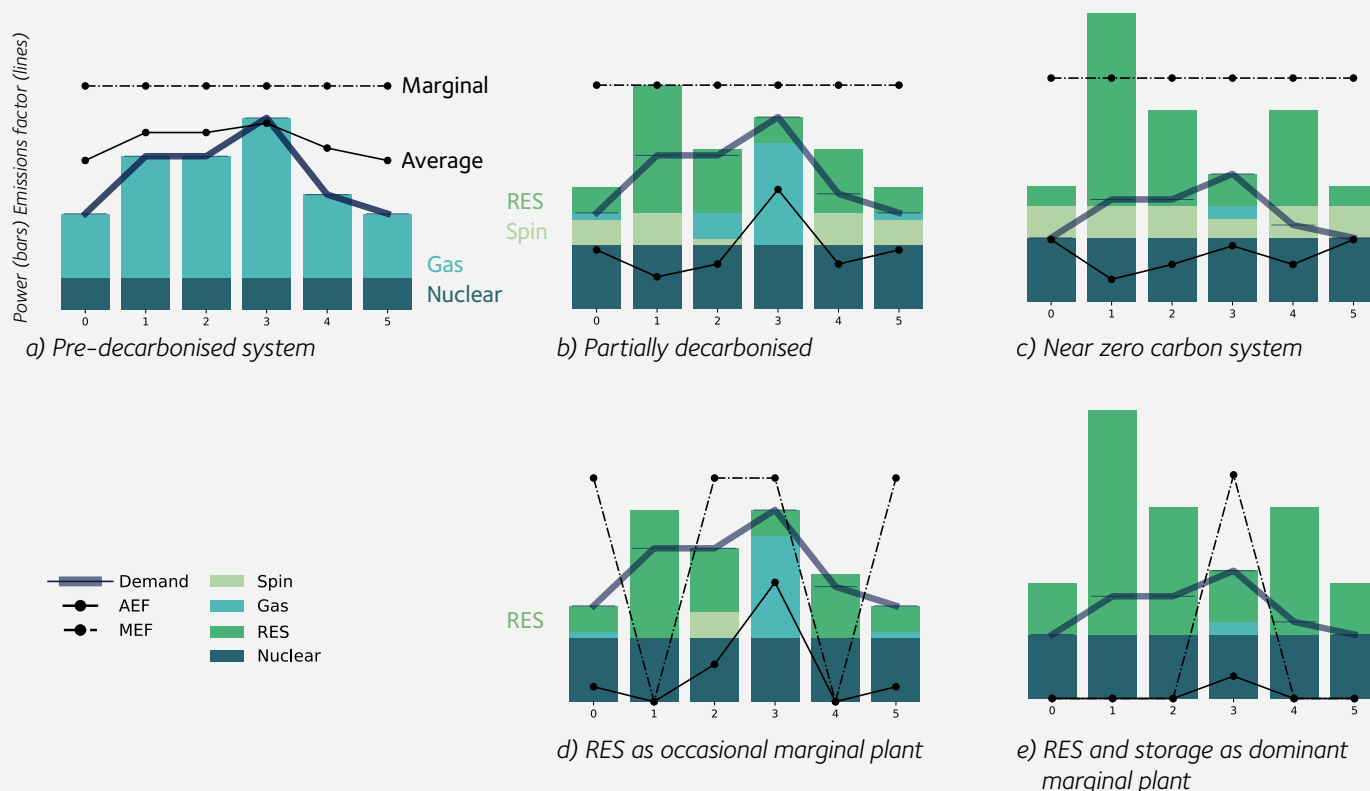 Power (bars) Emissions factor (lines)
Marginal
Average
Gas
Nuclear
0 1 2 3 4 5
a) Pre-decarbonised system
RES
Spin
0 1 2 3 4 5
b) Partially decarbonised
0 1 2 3 4 5
c) Near zero carbon system
Demand
AEF
MEF
Spin
Gas
RES
Nuclear
RES
0 1 2 3 4 5
d) RES as occasional marginal plant
0 1 2 3 4 5
e) RES and storage as dominant
marginal plant